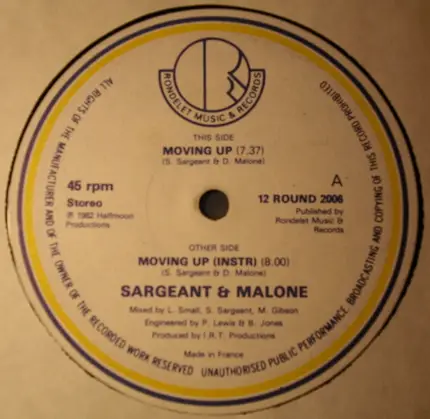 RONDELET MUSIC & RECORDS
THIS SIDE
MOVING UP (7.37)
(S. Sargeant & D. Malone)
45 rpm
Stereo
℗ 1982 Halfmoon
Productions
A
12 ROUND 2006
Published by
Rondelet Music &
Records
OTHER SIDE
MOVING UP (INSTR) (8.00)
(S. Sargeant & D. Malone)
SARGEANT & MALONE
Mixed by L. Small, S. Sargeant, M. Gibson
Engineered by P. Lewis & B. Jones
Produced by I.R.T. Productions
Made in France
ALL RIGHTS OF THE MANUFACTURER AND OF THE OWNER OF THE RECORDED WORK RESERVED UNAUTHORISED PUBLIC PERFORMANCE, BROADCASTING AND COPYING OF THIS RECORD PROHIBITED